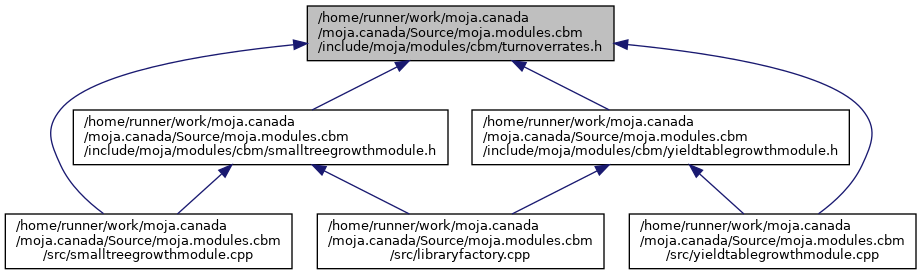 /home/runner/work/moja.canada
/moja.canada/Source/moja.modules.cbm
/include/moja/modules/cbm/turnoverrates.h
/home/runner/work/moja.canada
/moja.canada/Source/moja.modules.cbm
/include/moja/modules/cbm/smalltreegrowthmodule.h
/home/runner/work/moja.canada
/moja.canada/Source/moja.modules.cbm
/include/moja/modules/cbm/yieldtablegrowthmodule.h
/home/runner/work/moja.canada
/moja.canada/Source/moja.modules.cbm
/src/smalltreegrowthmodule.cpp
/home/runner/work/moja.canada
/moja.canada/Source/moja.modules.cbm
/src/libraryfactory.cpp
/home/runner/work/moja.canada
/moja.canada/Source/moja.modules.cbm
/src/yieldtablegrowthmodule.cpp